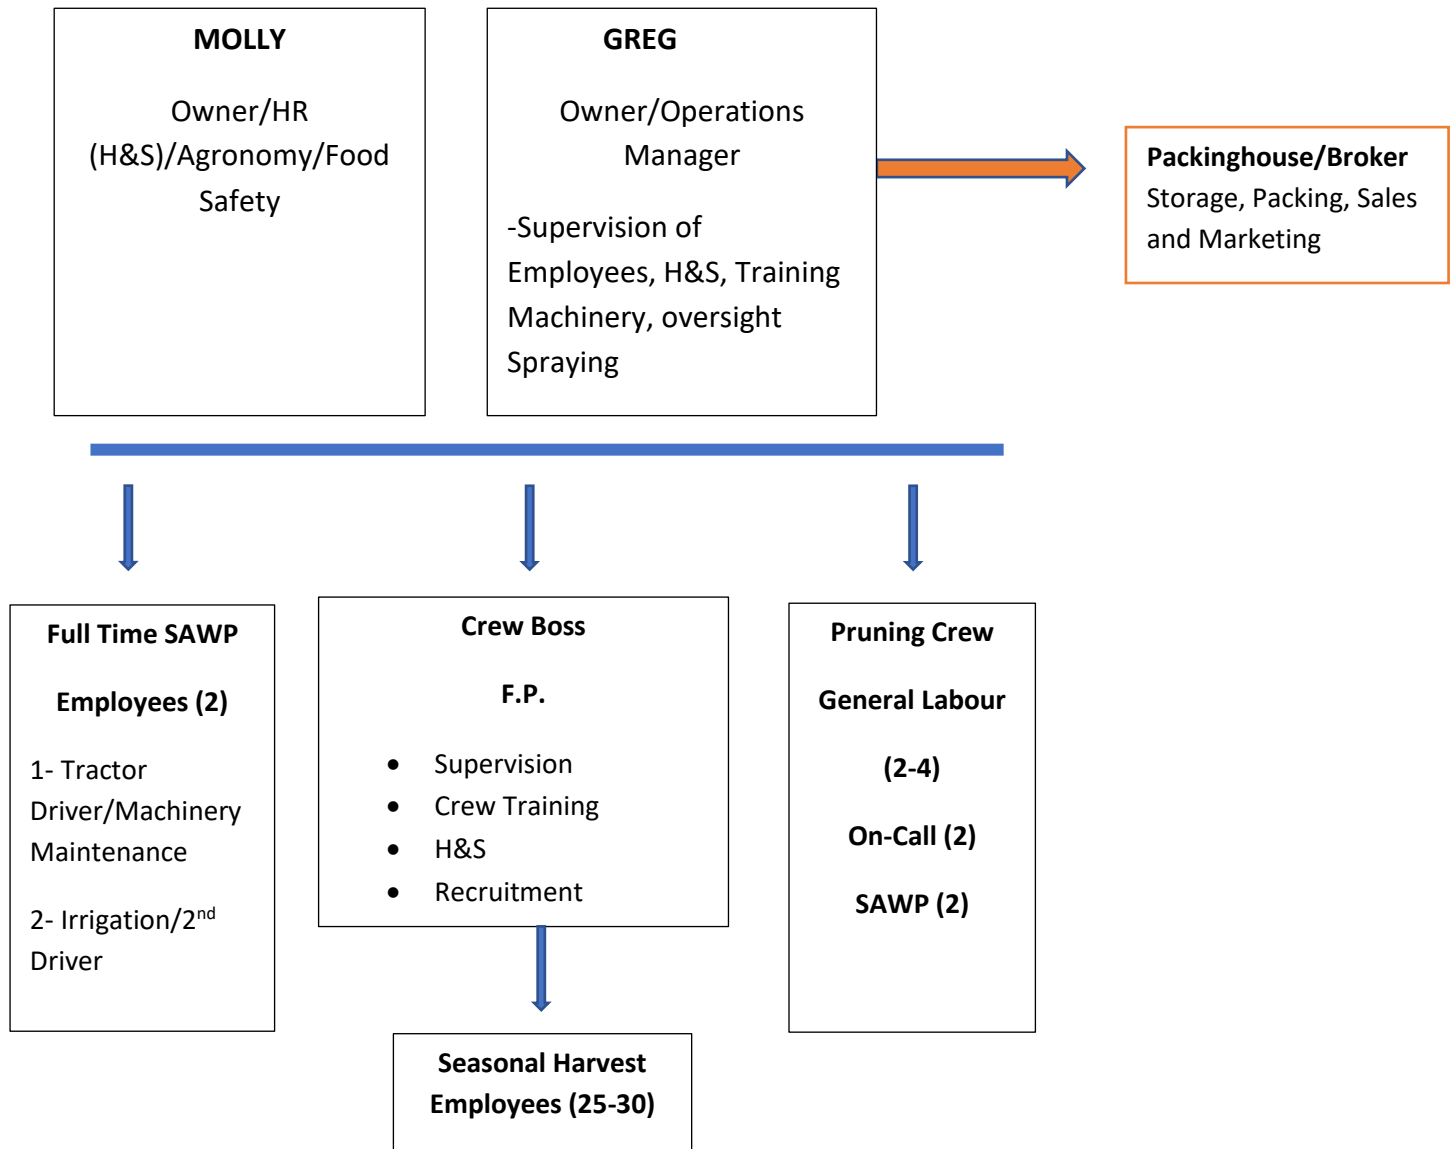 MOLLY
Owner/HR
(H&S)/Agronomy/Food
Safety
GREG
Owner/Operations
Manager
-Supervision of
Employees, H&S, Training
Machinery, oversight
Spraying
Packinghouse/Broker
Storage, Packing, Sales
and Marketing
Full Time SAWP
Employees (2)
1- Tractor
Driver/Machinery
Maintenance
2- Irrigation/2nd
Driver
Crew Boss
F.P.
• Supervision
• Crew Training
• H&S
• Recruitment
Pruning Crew
General Labour
(2-4)
On-Call (2)
SAWP (2)
Seasonal Harvest
Employees (25-30)